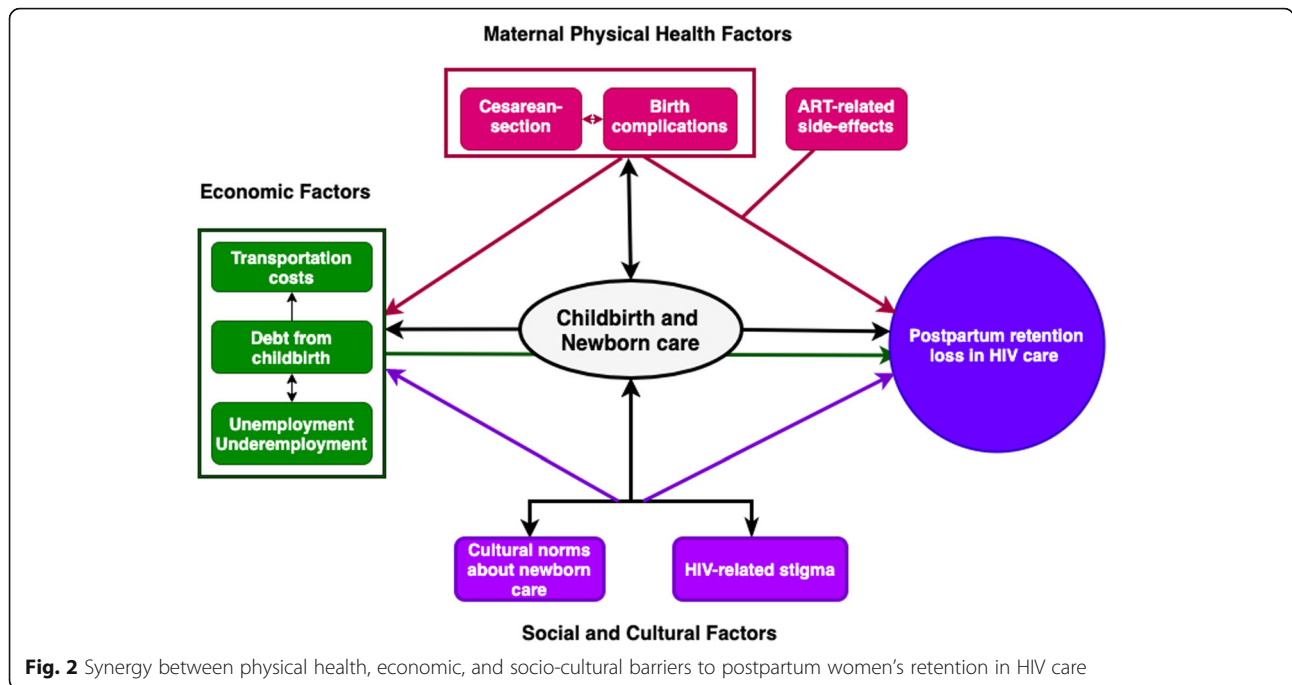 Maternal Physical Health Factors
Cesarean-
section
Birth
complications
ART-related
side-effects
Economic Factors
Transportation
costs
Debt from
childbirth
Unemployment
Underemployment
Childbirth and
Newborn care
Postpartum retention
loss in HIV care
Cultural norms
about newborn
care
HIV-related stigma
Social and Cultural Factors
Fig. 2 Synergy between physical health, economic, and socio-cultural barriers to postpartum women's retention in HIV care